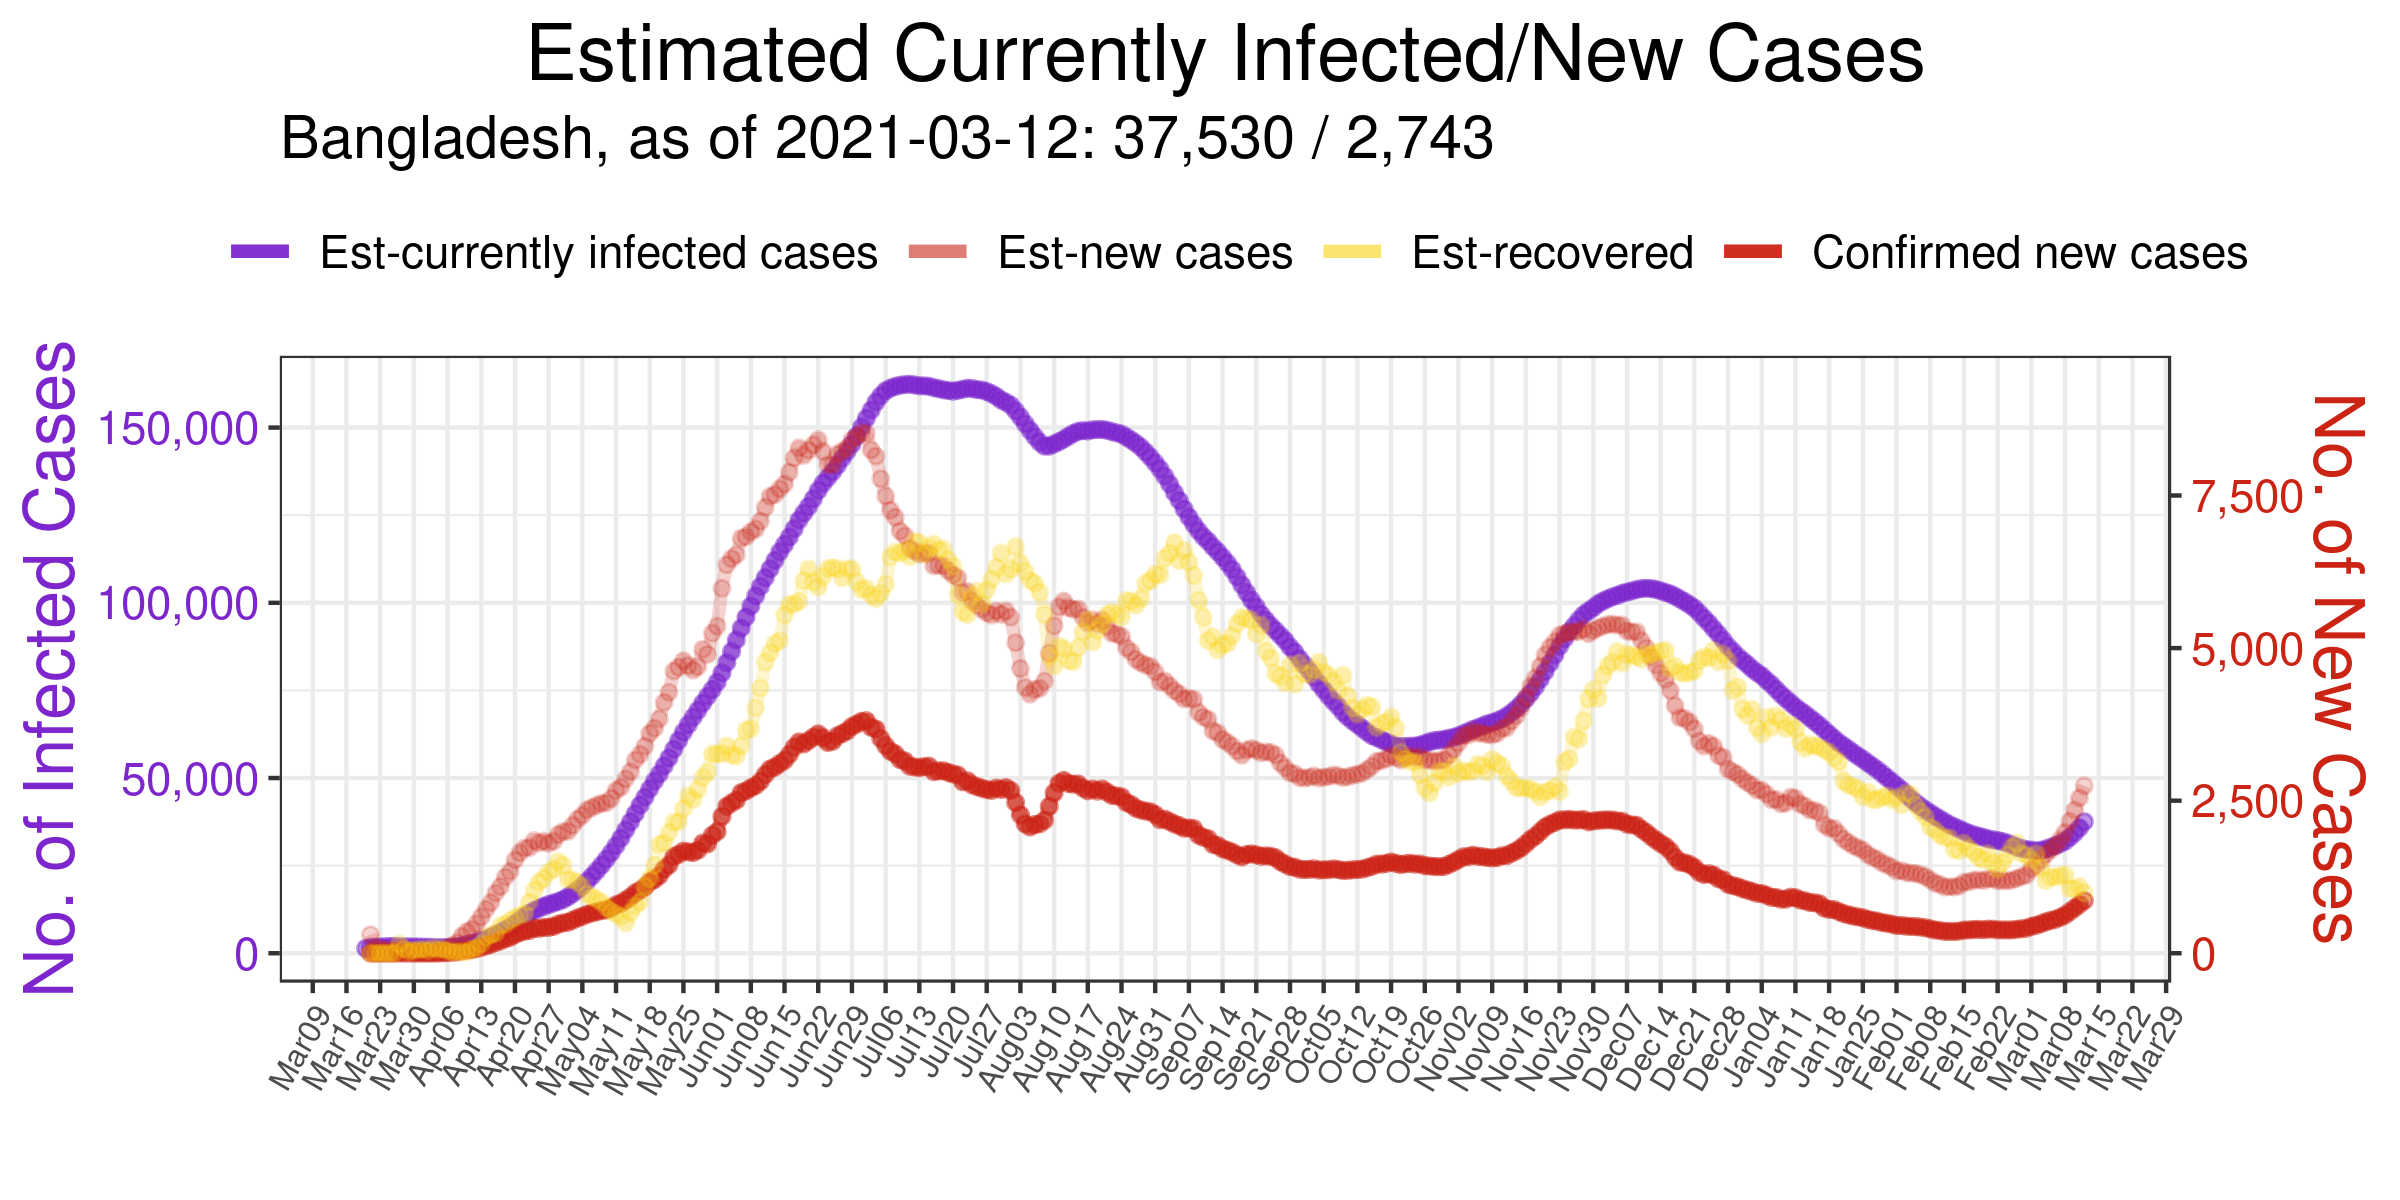 Estimated Currently Infected/New Cases
Bangladesh, as of 2021-03-12: 37,530 / 2,743
Est-currently infected cases
Est-new cases
Est-recovered
Confirmed new cases
No. of Infected Cases
150,000
100,000
50,000
0
No. of New Cases
7,500
5,000
2,500
0
Mar09
Mar16
Mar23
Mar30
Apr06
Apr13
Apr20
Apr27
May04
May11
May18
May25
Jun01
Jun08
Jun15
Jun22
Jun29
Jul06
Jul13
Jul20
Jul27
Aug03
Aug10
Aug17
Aug24
Aug31
Sep07
Sep14
Sep21
Sep28
Oct05
Oct12
Oct19
Oct26
Nov02
Nov09
Nov16
Nov23
Nov30
Dec07
Dec14
Dec21
Dec28
Jan04
Jan11
Jan18
Jan25
Feb01
Feb08
Feb15
Feb22
Mar01
Mar08
Mar15
Mar22
Mar29